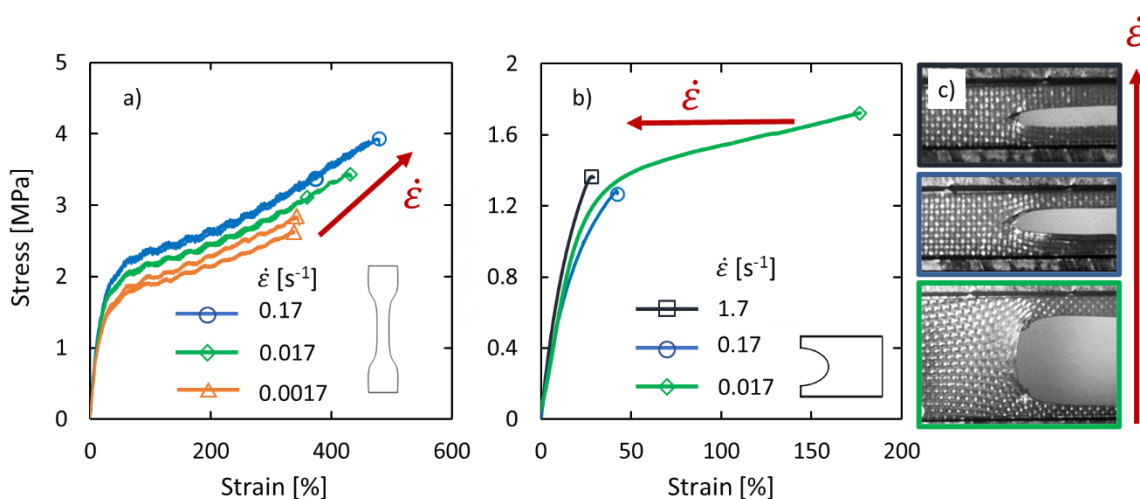 a)
Stress [MPa]
5
4
3
2
1
0
0
200
400
600
Strain [%]
ε̇
ε̇ [s⁻¹]
0.17
0.017
0.0017
b)
2
1.6
1.2
0.8
0.4
0
0
50
100
150
200
Strain [%]
ε̇
ε̇ [s⁻¹]
1.7
0.17
0.017
c)
ε̇